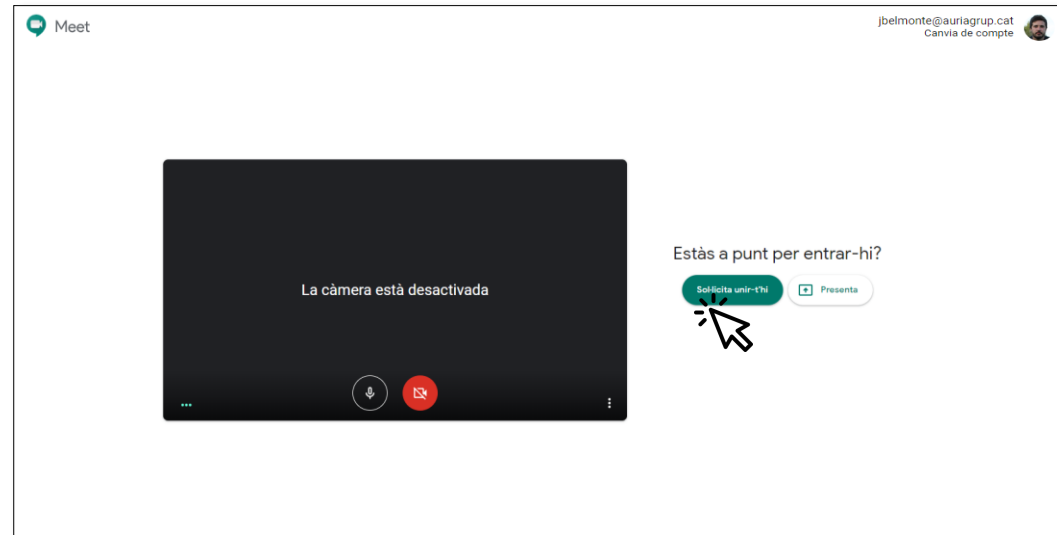 Meet
jbelmonte@auriagrup.cat
Canvia de compte
La càmera està desactivada
Estàs a punt per entrar-hi?
Sol·licita unir-t'hi
Presenta